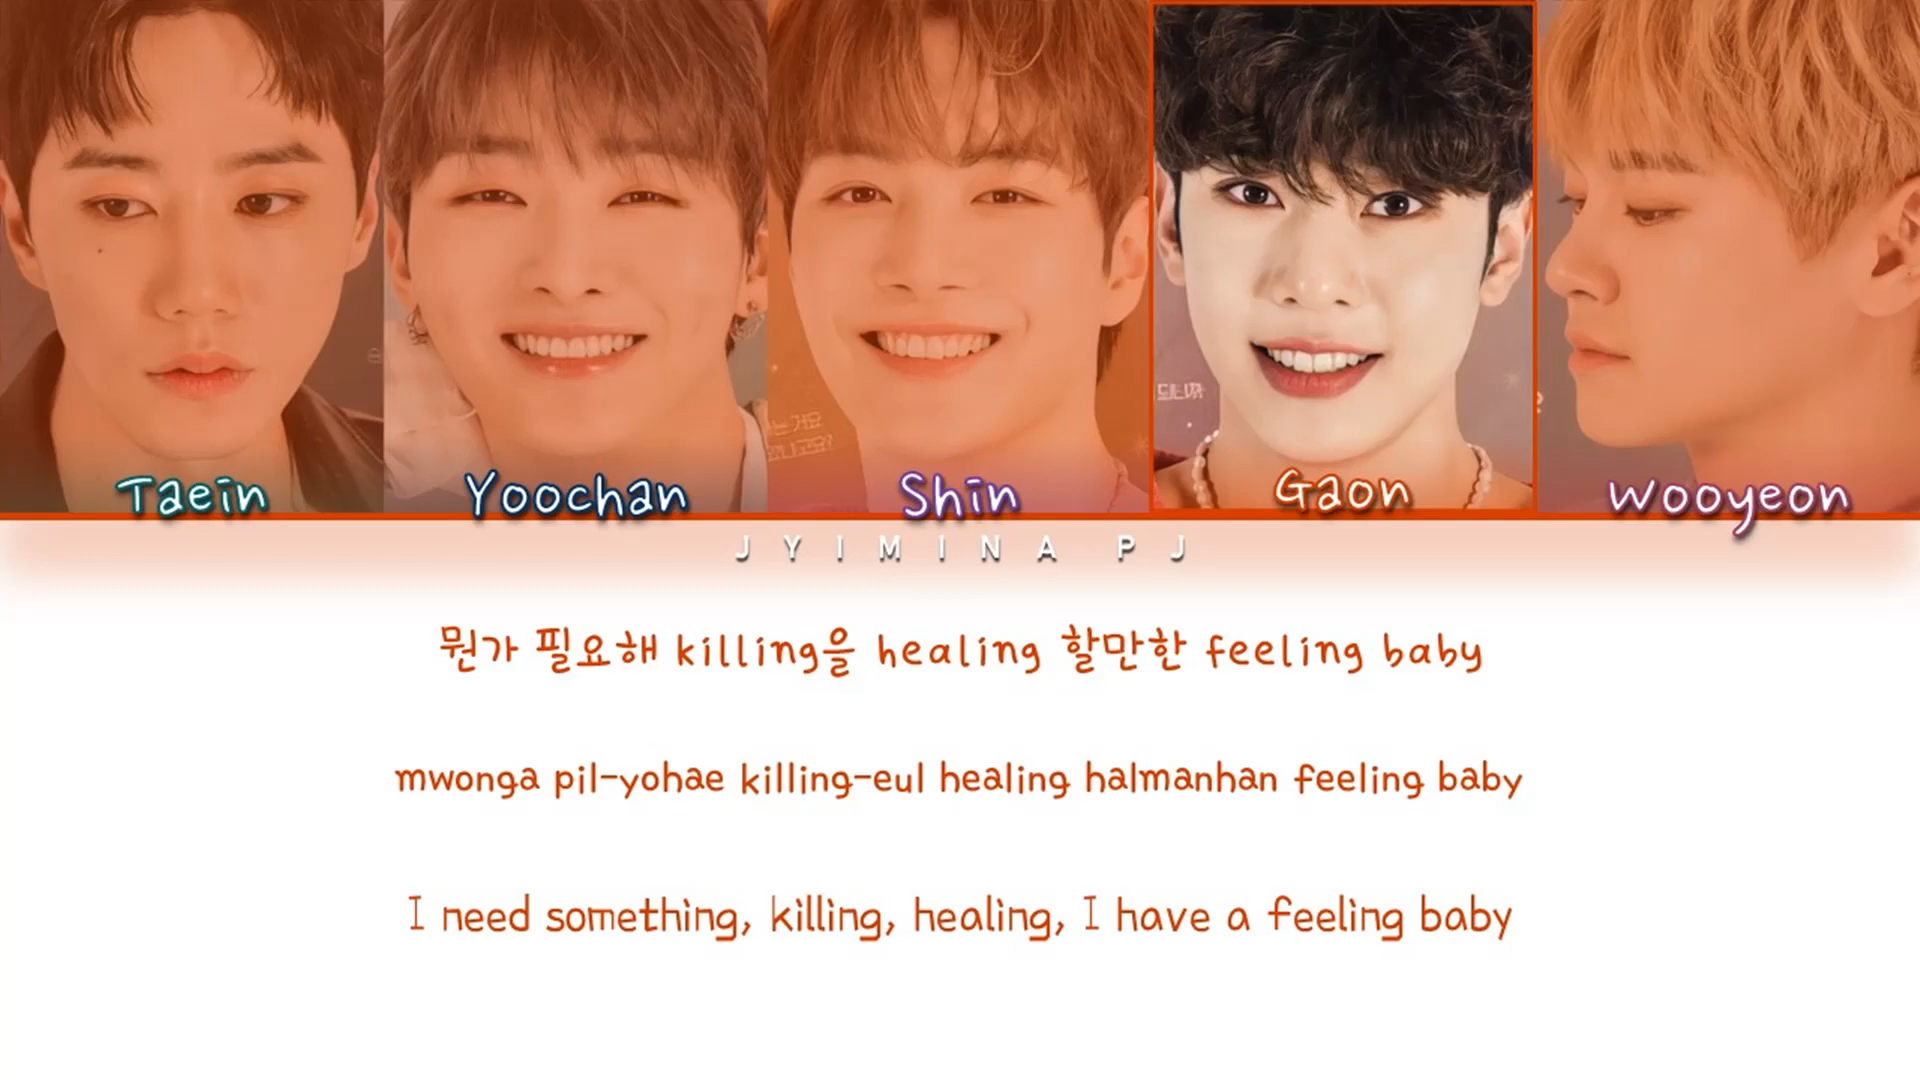 Taein Yoochan Shin Gaon Wooyeon
JYIMINA PJ
뭔가 필요해 killing을 healing 할만한 feeling baby
mwonga pil-yohae killing-eul healing halmanhan feeling baby
I need something, killing, healing, I have a feeling baby